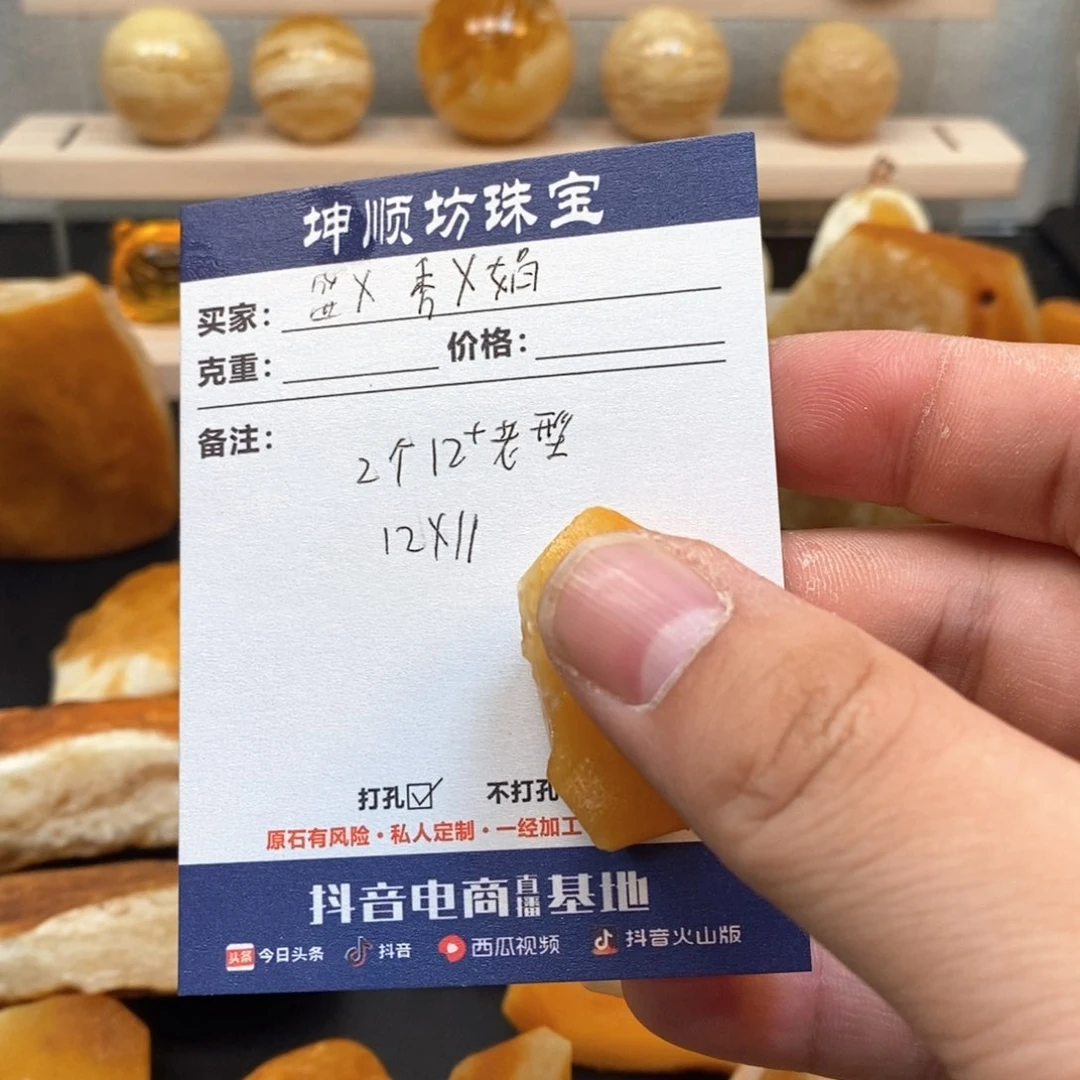 坤顺坊珠宝
买家： 盛X 秀X娟
克重： 价格：
备注：
2个12+老型
12X11
打孔☑ 不打孔
原石有风险·私人定制·一经加工
抖音电商直播基地
头条 今日头条 抖音 西瓜视频 抖音火山版